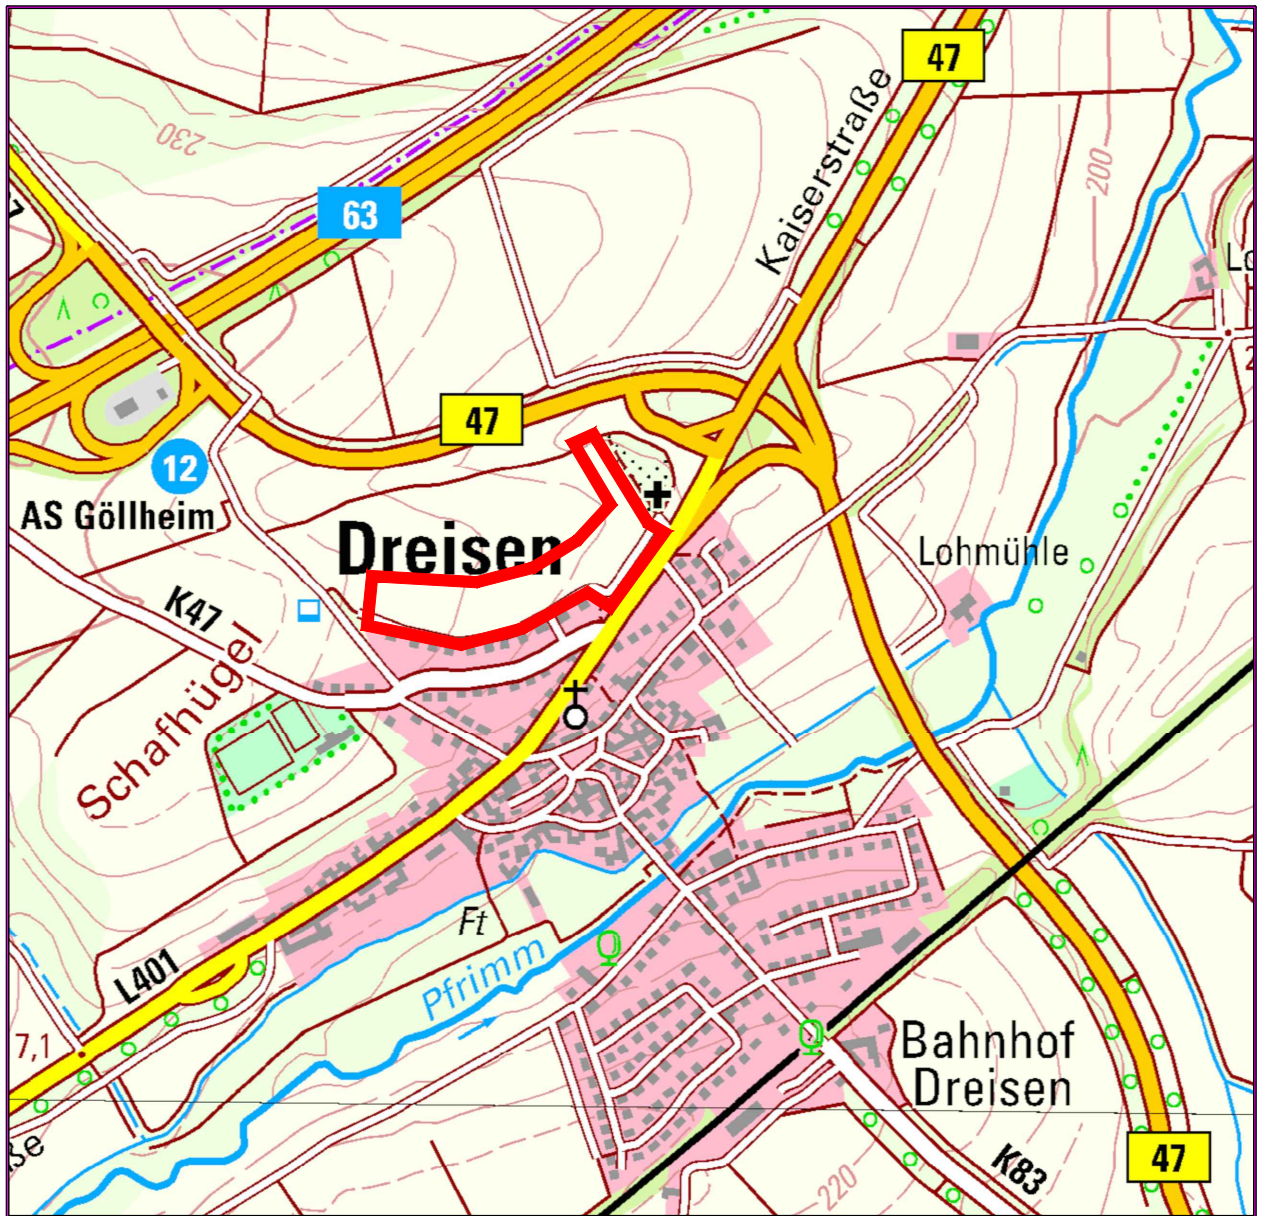 47
Kaiserstraße
230
200
63
47
12
AS Göllheim
Dreisen
Lohmühle
K47
Schafhügel
Ft
L401
Pfrimm
7,1
Bahnhof
Dreisen
K83
47
220